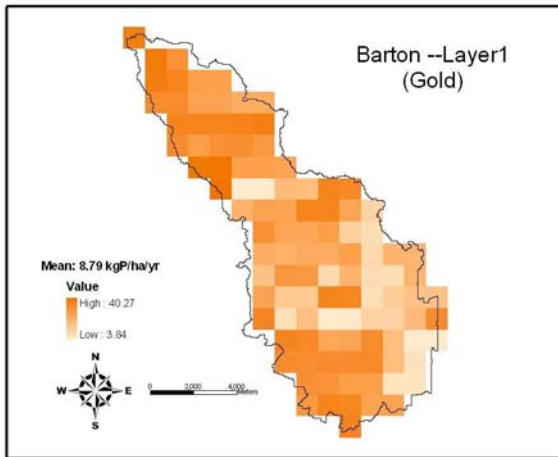 Barton --Layer1
(Gold)
Mean: 8.79 kgP/ha/yr
Value
High : 40.27
Low : 3.84
N
W E
S
0 2,000 4,000
Meters